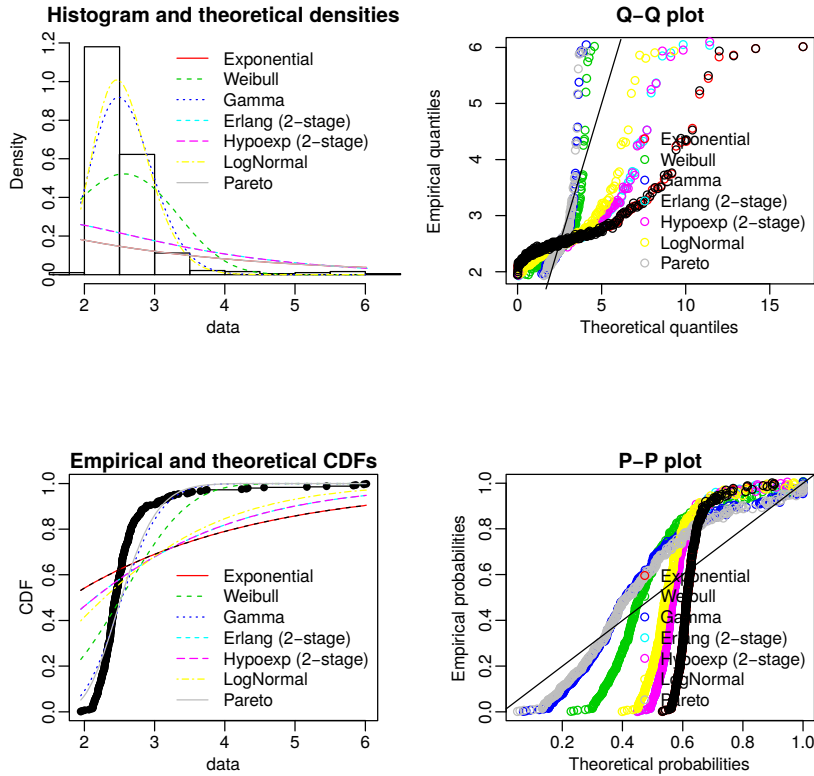 Histogram and theoretical densities
Density
0.0 0.2 0.4 0.6 0.8 1.0 1.2
Exponential
Weibull
Gamma
Erlang (2−stage)
Hypoexp (2−stage)
LogNormal
Pareto
2 3 4 5 6
data
Q−Q plot
Empirical quantiles
2 3 4 5 6
Exponential
Weibull
Gamma
Erlang (2−stage)
Hypoexp (2−stage)
LogNormal
Pareto
0 5 10 15
Theoretical quantiles
Empirical and theoretical CDFs
CDF
0.0 0.2 0.4 0.6 0.8 1.0
Exponential
Weibull
Gamma
Erlang (2−stage)
Hypoexp (2−stage)
LogNormal
Pareto
2 3 4 5 6
data
P−P plot
Empirical probabilities
0.0 0.2 0.4 0.6 0.8 1.0
Exponential
Weibull
Gamma
Erlang (2−stage)
Hypoexp (2−stage)
LogNormal
Pareto
0.2 0.4 0.6 0.8 1.0
Theoretical probabilities